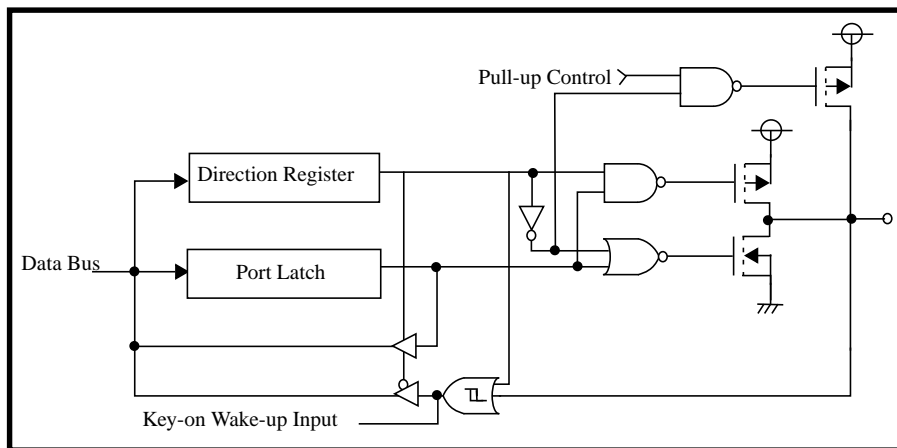 Pull-up Control
Direction Register
Data Bus
Port Latch
Key-on Wake-up Input